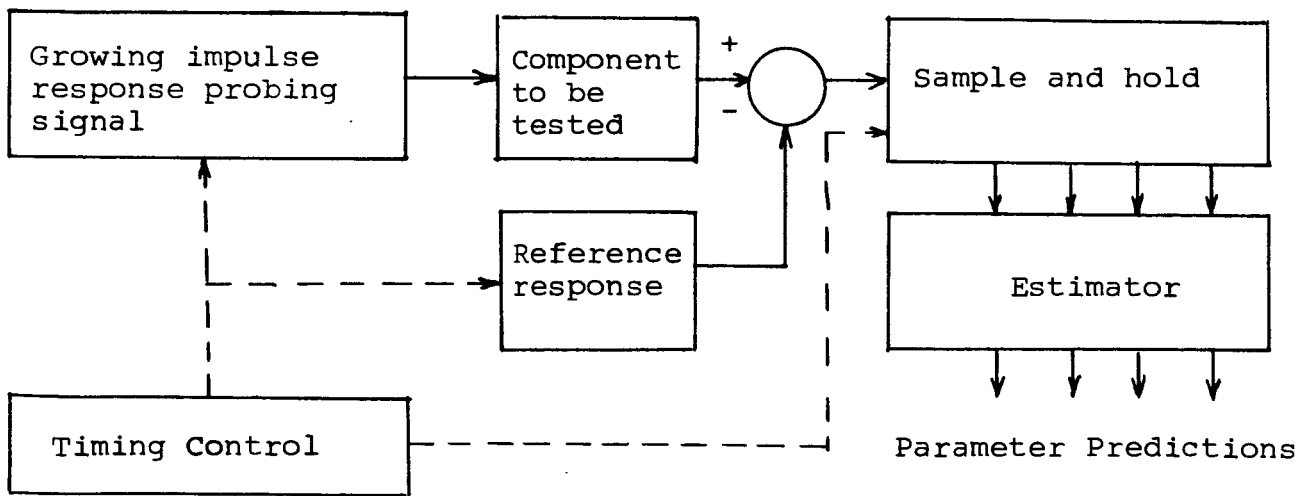 Growing impulse
response probing
signal
Component
to be
tested
+
-
Sample and hold
Reference
response
Estimator
Timing Control
Parameter Predictions